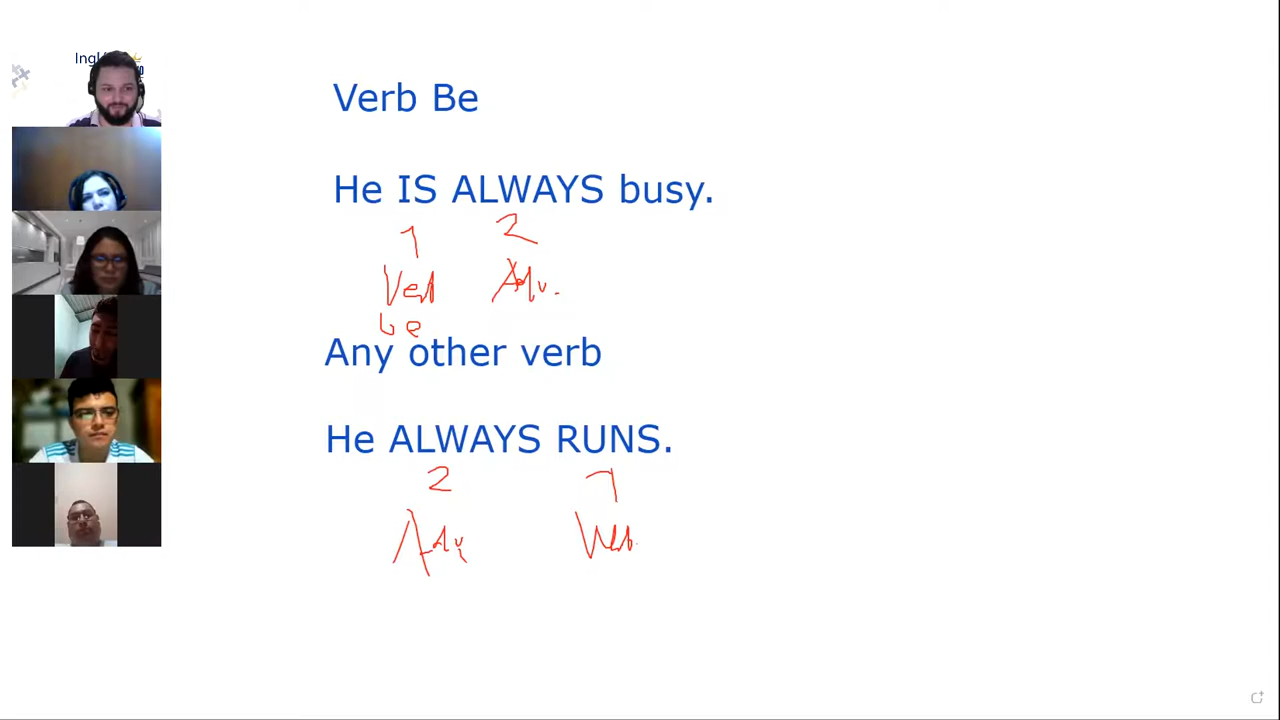 Verb Be
He IS ALWAYS busy.
1 2
Verb Adv.
be
Any other verb
He ALWAYS RUNS.
2 1
Adv Verb.